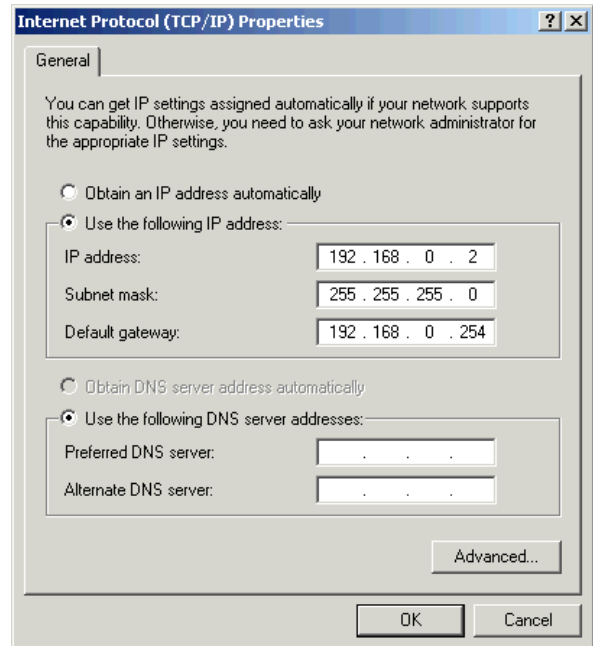 Internet Protocol (TCP/IP) Properties
General
You can get IP settings assigned automatically if your network supports
this capability. Otherwise, you need to ask your network administrator for
the appropriate IP settings.
Obtain an IP address automatically
Use the following IP address:
IP address: 192 . 168 . 0 . 2
Subnet mask: 255 . 255 . 255 . 0
Default gateway: 192 . 168 . 0 . 254
Obtain DNS server address automatically
Use the following DNS server addresses:
Preferred DNS server: . . .
Alternate DNS server: . . .
Advanced...
OK Cancel